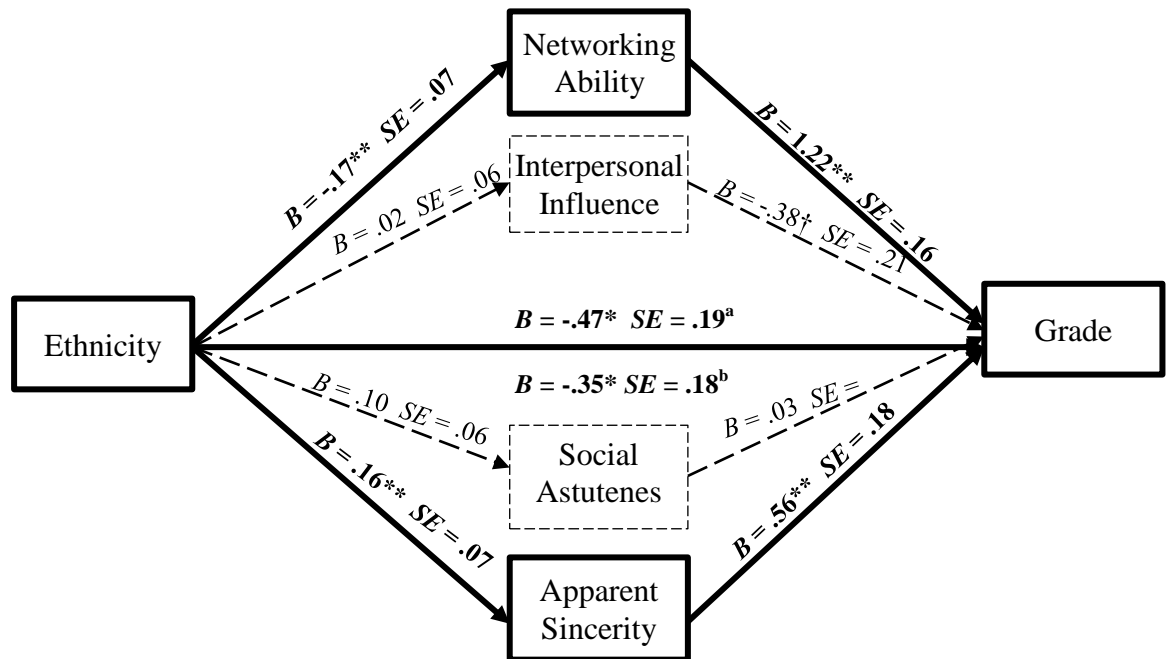 Networking
Ability
B = -.17** SE = .07
B = 1.22** SE = .16
Interpersonal
Influence
B = .02 SE = .06
B = -.38† SE = .21
Ethnicity
B = -.47* SE = .19ᵃ
B = -.35* SE = .18ᵇ
Grade
B = .10 SE = .06
B = .03 SE =
Social
Astutenes
B = .16** SE = .07
B = .56** SE = .18
Apparent
Sincerity